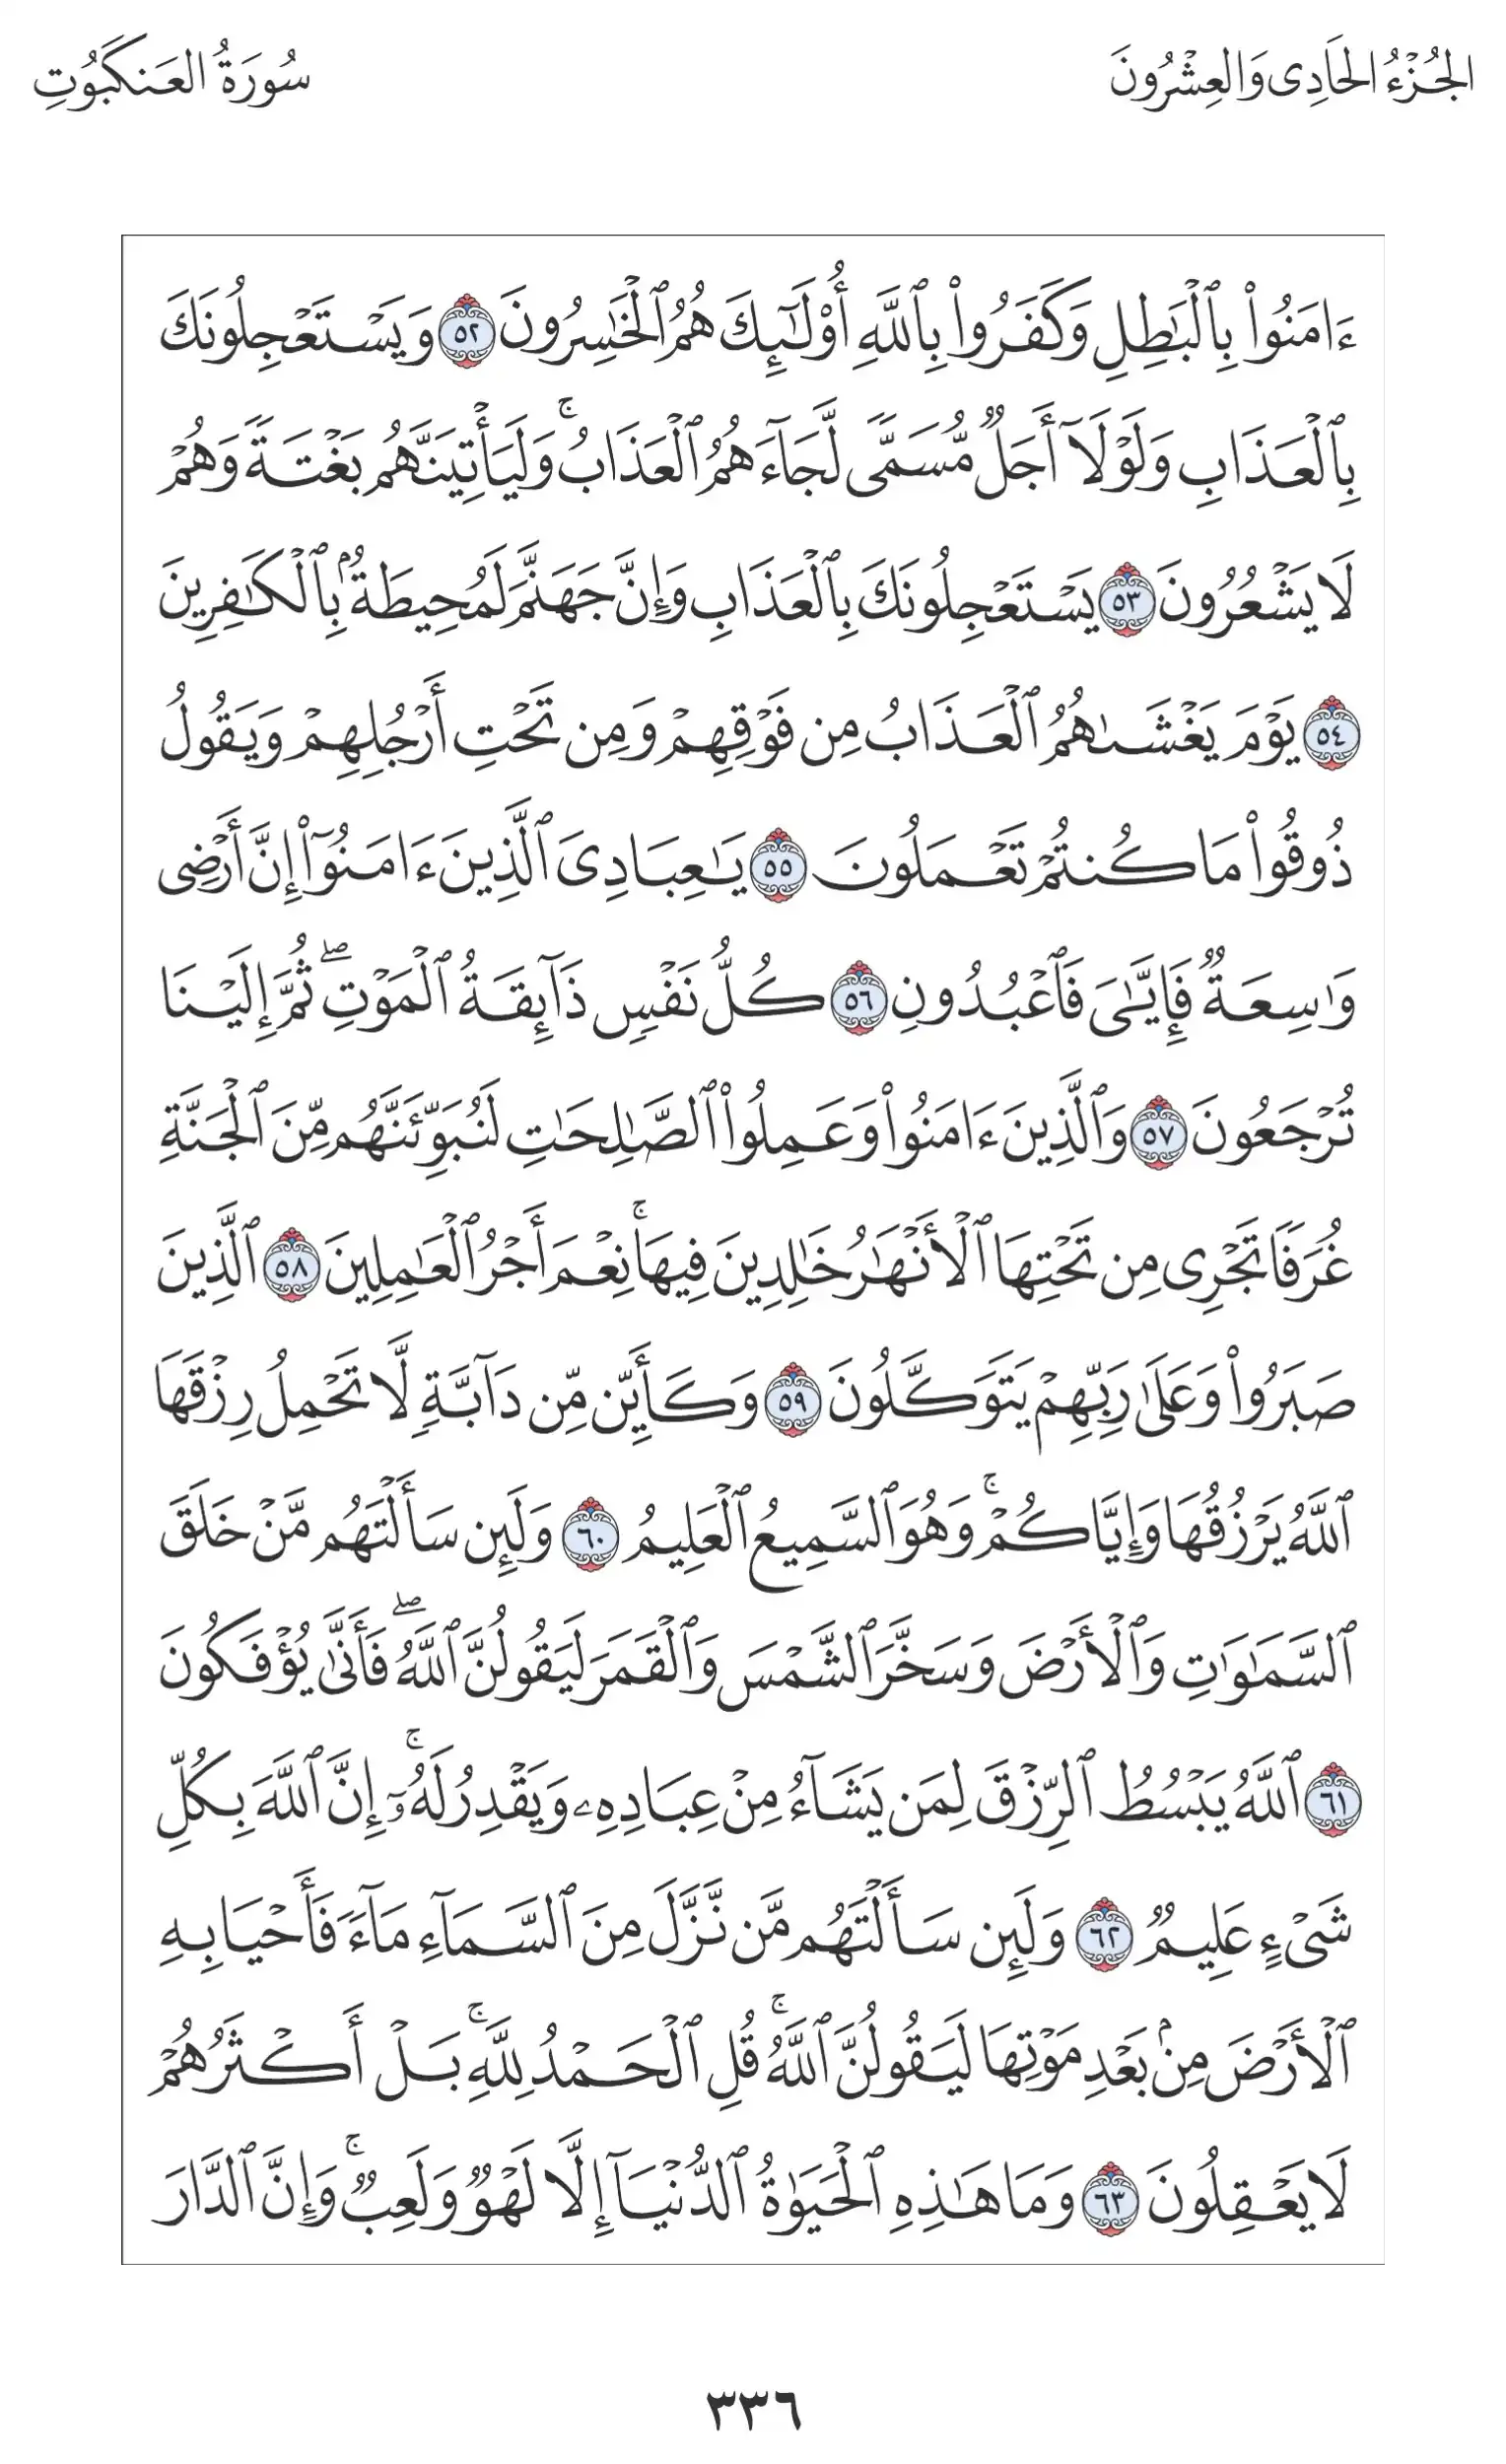 الجُزْءُ الحَادِى وَالعِشْرُونَ
سُورَةُ العَنكَبُوتِ
ءَامَنُوا۟ بِٱلْبَٰطِلِ وَكَفَرُوا۟ بِٱللَّهِ أُو۟لَٰٓئِكَ هُمُ ٱلْخَٰسِرُونَ ٥٢ وَيَسْتَعْجِلُونَكَ
بِٱلْعَذَابِ وَلَوْلَآ أَجَلٌ مُّسَمًّى لَّجَآءَهُمُ ٱلْعَذَابُ ۚ وَلَيَأْتِيَنَّهُم بَغْتَةً وَهُمْ
لَا يَشْعُرُونَ ٥٣ يَسْتَعْجِلُونَكَ بِٱلْعَذَابِ وَإِنَّ جَهَنَّمَ لَمُحِيطَةٌۢ بِٱلْكَٰفِرِينَ
٥٤ يَوْمَ يَغْشَىٰهُمُ ٱلْعَذَابُ مِن فَوْقِهِمْ وَمِن تَحْتِ أَرْجُلِهِمْ وَيَقُولُ
ذُوقُوا۟ مَا كُنتُمْ تَعْمَلُونَ ٥٥ يَٰعِبَادِىَ ٱلَّذِينَ ءَامَنُوٓا۟ إِنَّ أَرْضِى
وَٰسِعَةٌ فَإِيَّٰىَ فَٱعْبُدُونِ ٥٦ كُلُّ نَفْسٍ ذَآئِقَةُ ٱلْمَوْتِ ۖ ثُمَّ إِلَيْنَا
تُرْجَعُونَ ٥٧ وَٱلَّذِينَ ءَامَنُوا۟ وَعَمِلُوا۟ ٱلصَّٰلِحَٰتِ لَنُبَوِّئَنَّهُم مِّنَ ٱلْجَنَّةِ
غُرَفًا تَجْرِى مِن تَحْتِهَا ٱلْأَنْهَٰرُ خَٰلِدِينَ فِيهَا ۚ نِعْمَ أَجْرُ ٱلْعَٰمِلِينَ ٥٨ ٱلَّذِينَ
صَبَرُوا۟ وَعَلَىٰ رَبِّهِمْ يَتَوَكَّلُونَ ٥٩ وَكَأَيِّن مِّن دَآبَّةٍ لَّا تَحْمِلُ رِزْقَهَا
ٱللَّهُ يَرْزُقُهَا وَإِيَّاكُمْ ۚ وَهُوَ ٱلسَّمِيعُ ٱلْعَلِيمُ ٦٠ وَلَئِن سَأَلْتَهُم مَّنْ خَلَقَ
ٱلسَّمَٰوَٰتِ وَٱلْأَرْضَ وَسَخَّرَ ٱلشَّمْسَ وَٱلْقَمَرَ لَيَقُولُنَّ ٱللَّهُ ۖ فَأَنَّىٰ يُؤْفَكُونَ
٦١ ٱللَّهُ يَبْسُطُ ٱلرِّزْقَ لِمَن يَشَآءُ مِنْ عِبَادِهِۦ وَيَقْدِرُ لَهُۥٓ ۚ إِنَّ ٱللَّهَ بِكُلِّ
شَىْءٍ عَلِيمٌ ٦٢ وَلَئِن سَأَلْتَهُم مَّن نَّزَّلَ مِنَ ٱلسَّمَآءِ مَآءً فَأَحْيَا بِهِ
ٱلْأَرْضَ مِنۢ بَعْدِ مَوْتِهَا لَيَقُولُنَّ ٱللَّهُ ۚ قُلِ ٱلْحَمْدُ لِلَّهِ ۚ بَلْ أَكْثَرُهُمْ
لَا يَعْقِلُونَ ٦٣ وَمَا هَٰذِهِ ٱلْحَيَوٰةُ ٱلدُّنْيَآ إِلَّا لَهْوٌ وَلَعِبٌ ۚ وَإِنَّ ٱلدَّارَ
٣٣٦